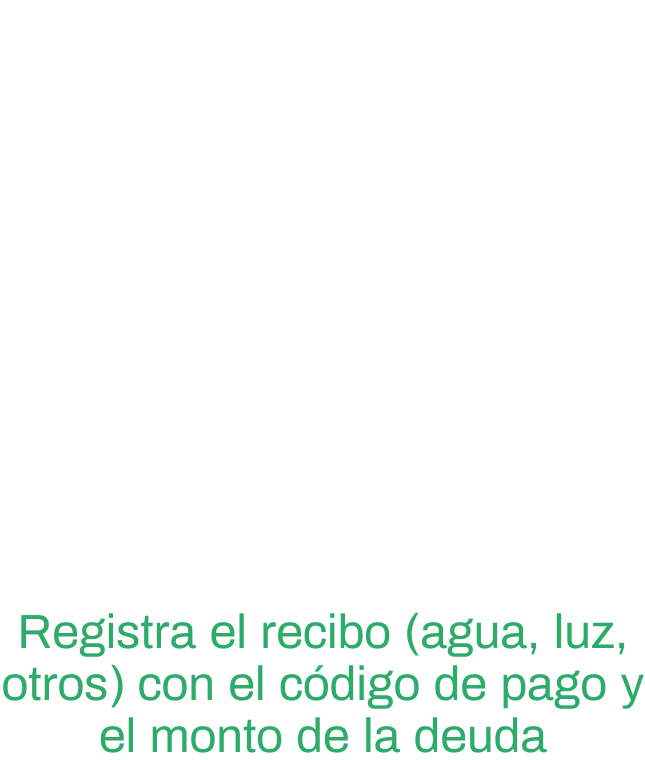 Registra el recibo (agua, luz,
otros) con el código de pago y
el monto de la deuda